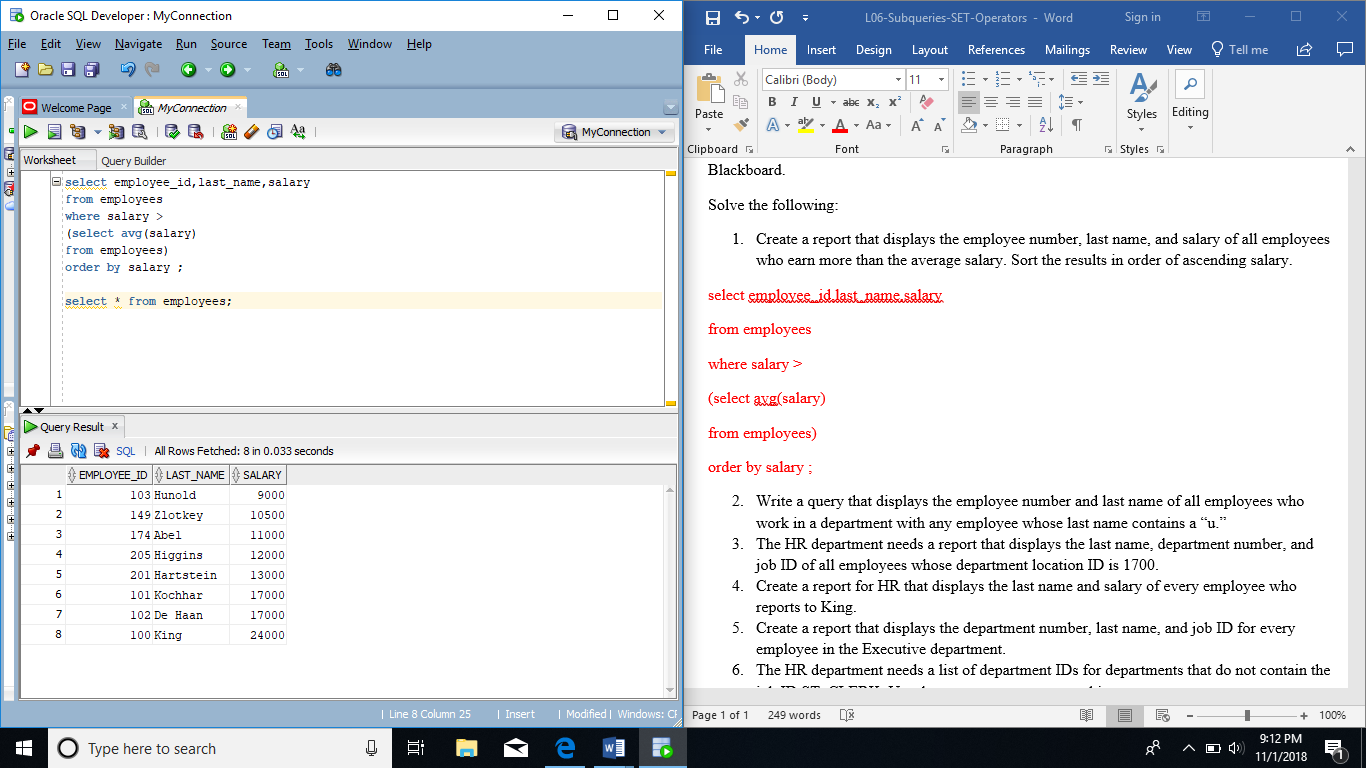 Oracle SQL Developer : MyConnection
File Edit View Navigate Run Source Team Tools Window Help
Welcome Page MyConnection
MyConnection
Worksheet Query Builder
select employee_id,last_name,salary
from employees
where salary >
(select avg(salary)
from employees)
order by salary ;
select * from employees;
Query Result
SQL | All Rows Fetched: 8 in 0.033 seconds
EMPLOYEE_ID LAST_NAME SALARY
1 103 Hunold 9000
2 149 Zlotkey 10500
3 174 Abel 11000
4 205 Higgins 12000
5 201 Hartstein 13000
6 101 Kochhar 17000
7 102 De Haan 17000
8 100 King 24000
| Line 8 Column 25 | Insert | Modified | Windows: CF
L06-Subqueries-SET-Operators - Word Sign in
File Home Insert Design Layout References Mailings Review View Tell me
Calibri (Body) 11
Paste
B I U abc x₂ x²
A aby A Aa A A
Styles
Editing
Clipboard Font Paragraph Styles
Blackboard.
Solve the following:
1. Create a report that displays the employee number, last name, and salary of all employees
who earn more than the average salary. Sort the results in order of ascending salary.
select employee_id,last_name,salary
from employees
where salary >
(select avg(salary)
from employees)
order by salary ;
2. Write a query that displays the employee number and last name of all employees who
work in a department with any employee whose last name contains a “u.”
3. The HR department needs a report that displays the last name, department number, and
job ID of all employees whose department location ID is 1700.
4. Create a report for HR that displays the last name and salary of every employee who
reports to King.
5. Create a report that displays the department number, last name, and job ID for every
employee in the Executive department.
6. The HR department needs a list of department IDs for departments that do not contain the
Page 1 of 1 249 words 100%
Type here to search
9:12 PM
11/1/2018
1